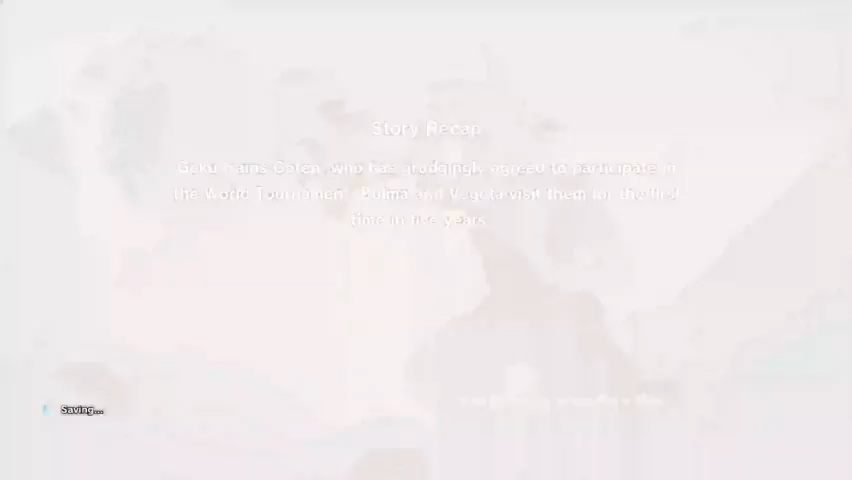 Story Recap
Goku trains Goten, who has grudgingly agreed to participate in
the World Tournament. Bulma and Vegeta visit them for the first
time in five years.
Saving...